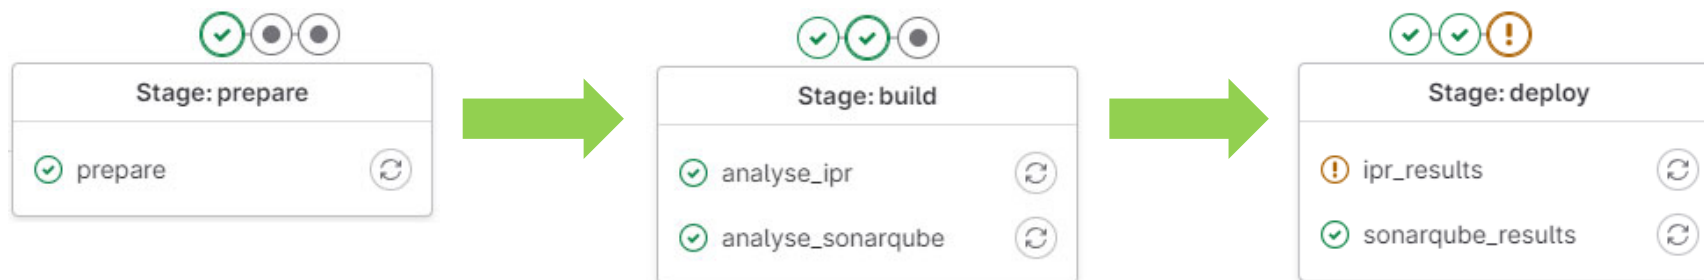 Stage: prepare
prepare
Stage: build
analyse_ipr
analyse_sonarqube
Stage: deploy
ipr_results
sonarqube_results